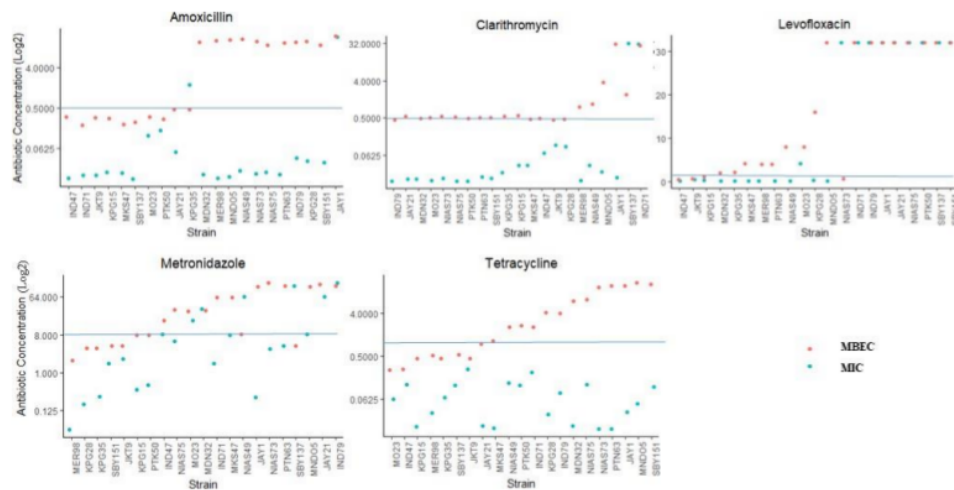 Amoxicillin
Clarithromycin
Levofloxacin
Antibiotic Concentration (Log2)
4.0000
0.5000
0.0625
IND47 IND71 JKT9 KPG15 MKS47 SBY137 MO23 PTK50 JAY21 KPG35 MDN32 MER98 MND05 NIAS49 NIAS73 NIAS75 PTN63 IND79 KPG28 SBY151 JAY1
Strain
32.0000
4.0000
0.5000
0.0625
IND79 JAY21 MDN32 MO23 NIAS73 NIAS75 PTK50 PTN63 SBY151 KPG35 KPG15 MKS47 IND47 JKT9 KPG28 MER98 NIAS49 MND05 JAY1 SBY137 IND71
Strain
30
20
10
0
IND47 JKT9 KPG15 MDN32 KPG35 MER98 PTN63 NIAS49 MO23 KPG28 MND05 NIAS73 IND71 IND79 JAY1 JAY21 NIAS75 PTK50 SBY137
Strain
Metronidazole
Tetracycline
Antibiotic Concentration (Log2)
64.000
8.000
1.000
0.125
MER98 KPG28 KPG35 SBY151 JKT9 KPG15 PTK50 IND47 NIAS75 MO23 MDN32 IND71 MKS47 NIAS49 JAY1 NIAS73 PTN63 SBY137 MND05 JAY21 IND79
Strain
4.0000
0.5000
0.0625
MO23 IND47 KPG15 MER98 KPG35 SBY137 JKT9 JAY21 MKS47 NIAS49 PTK50 IND71 KPG28 IND79 MDN32 NIAS75 NIAS73 PTN63 JAY1 MND05 SBY151
Strain
MBEC
MIC